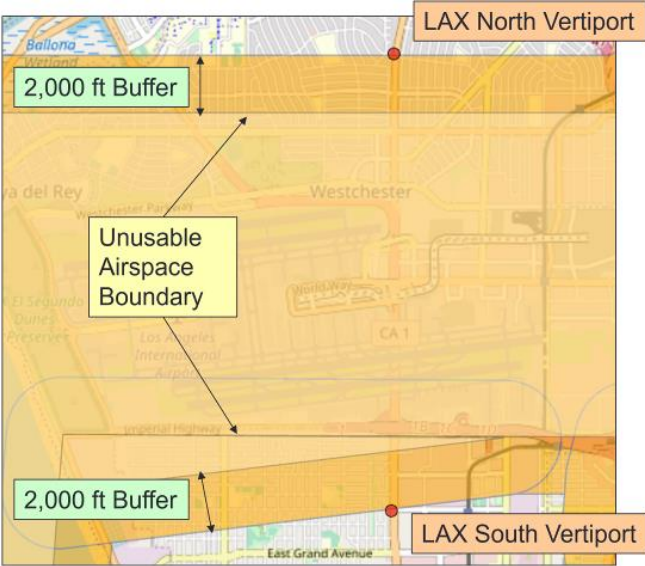 LAX North Vertiport
Ballona
Wetland
2,000 ft Buffer
ya del Rey
Westchester
Westchester Parkway
Unusable
Airspace
Boundary
World Way
El Segundo
Dunes
Preserve
CA 1
Los Angeles
International
Airport
Imperial Highway
2,000 ft Buffer
LAX South Vertiport
East Grand Avenue